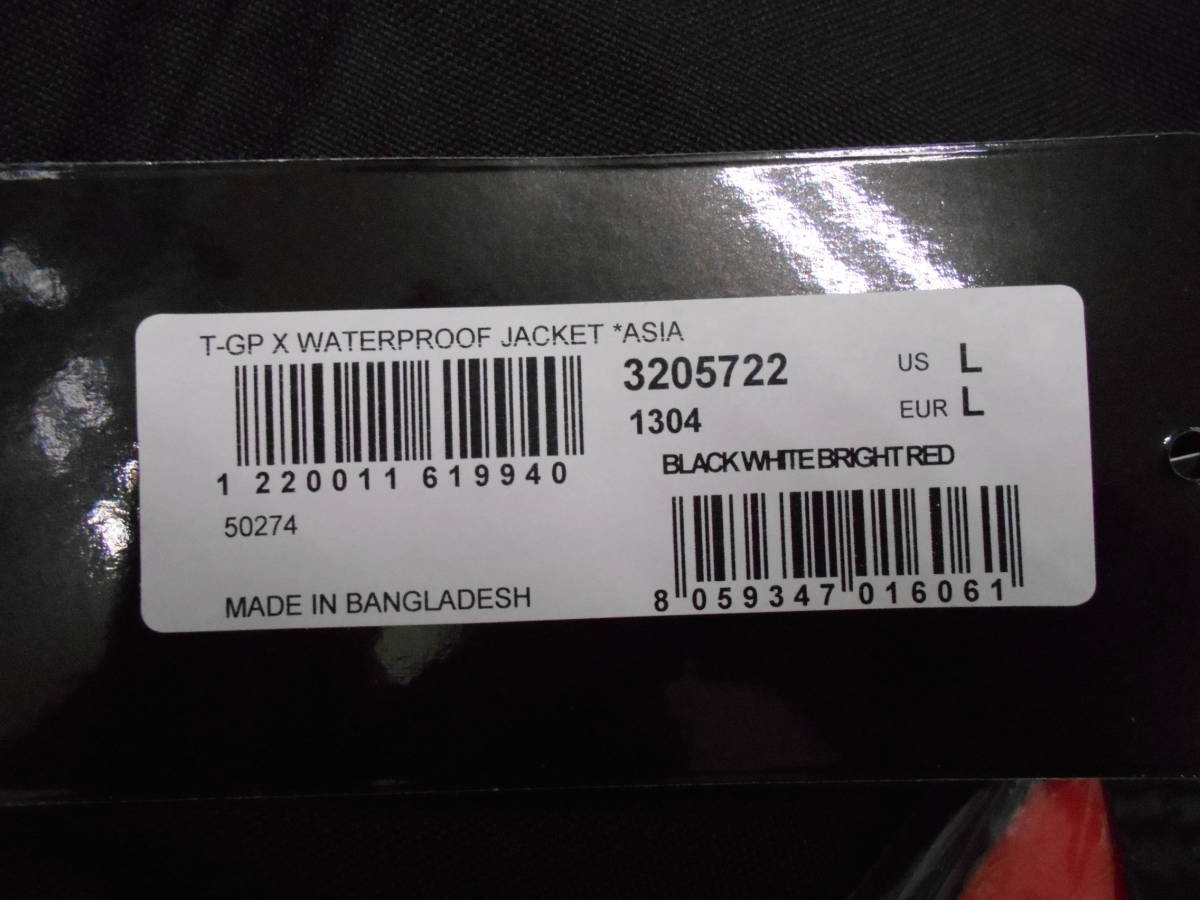 T-GP X WATERPROOF JACKET *ASIA
1 220011 619940
50274
MADE IN BANGLADESH
3205722
1304
US L
EUR L
BLACK WHITE BRIGHT RED
8 059347 016061